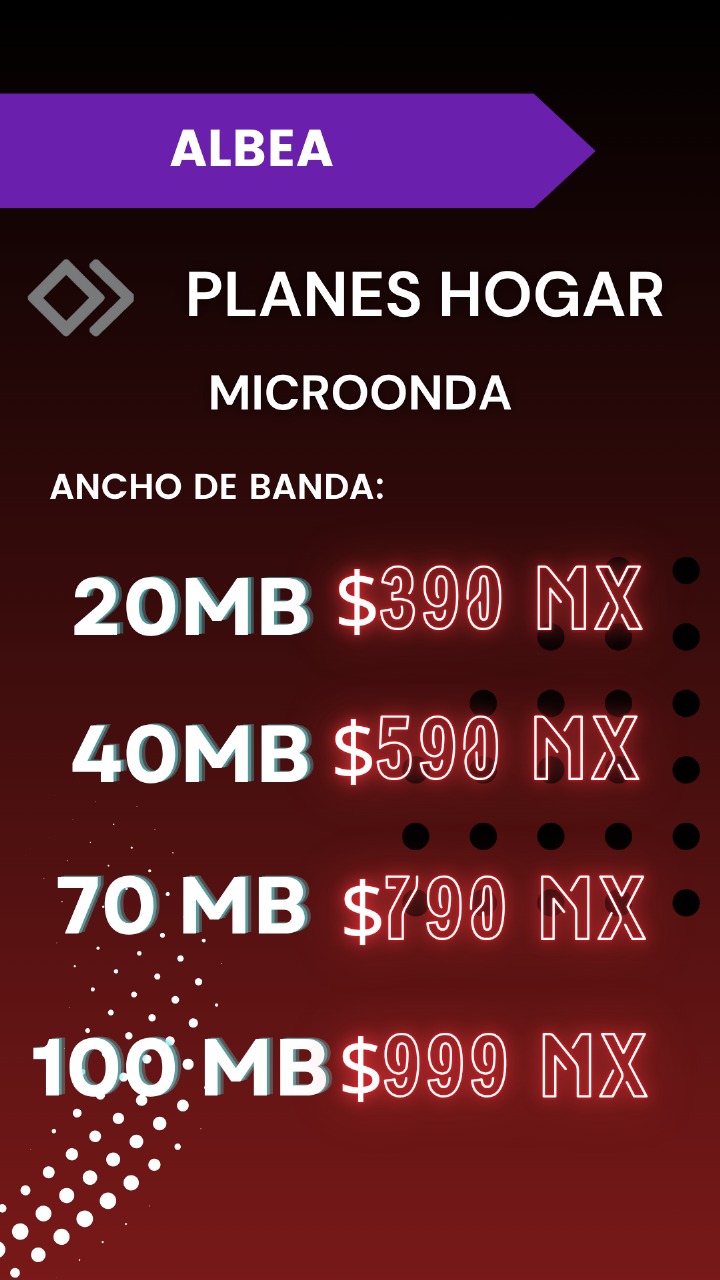 ALBEA
PLANES HOGAR
MICROONDA
ANCHO DE BANDA:
20MB $390 MX
40MB $590 MX
70 MB $790 MX
100 MB $999 MX